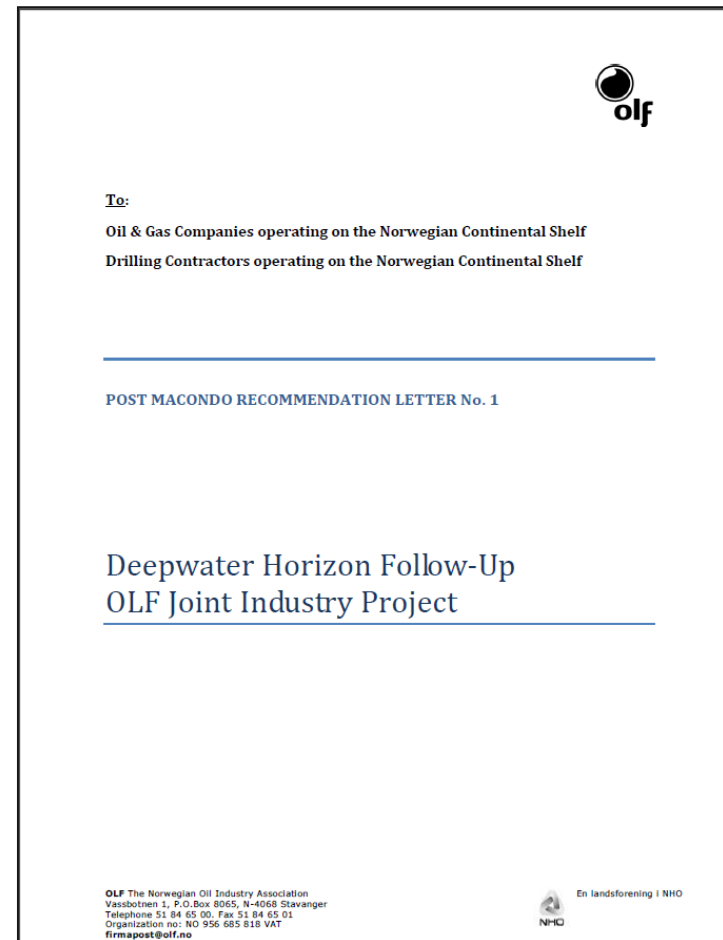 olf
To:
Oil & Gas Companies operating on the Norwegian Continental Shelf
Drilling Contractors operating on the Norwegian Continental Shelf
POST MACONDO RECOMMENDATION LETTER No. 1
Deepwater Horizon Follow-Up
OLF Joint Industry Project
OLF The Norwegian Oil Industry Association
Vassbotnen 1, P.O.Box 8065, N-4068 Stavanger
Telephone 51 84 65 00. Fax 51 84 65 01
Organization no: NO 956 685 818 VAT
firmapost@olf.no
NHO
En landsforening i NHO